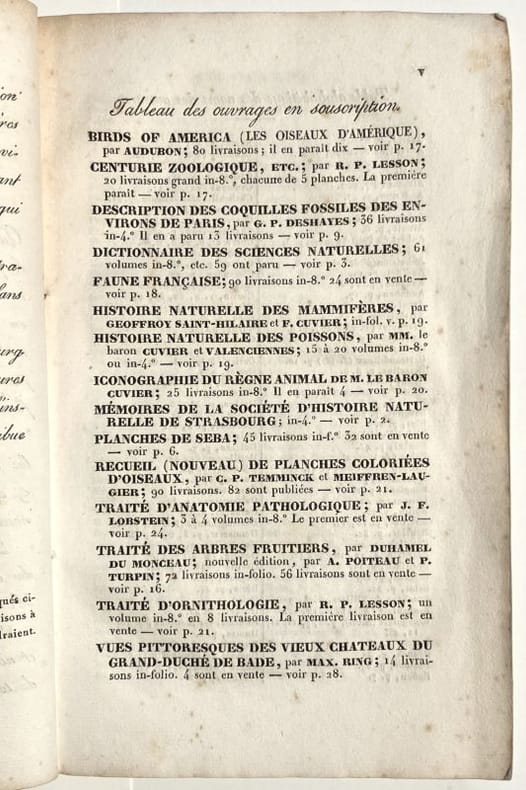 V
Tableau des ouvrages en souscription.
BIRDS OF AMERICA (LES OISEAUX D'AMÉRIQUE),
par AUDUBON; 80 livraisons; il en paraît dix — voir p. 17.
CENTURIE ZOOLOGIQUE, ETC.; par R. P. LESSON;
20 livraisons grand in-8.°, chacune de 5 planches. La première
paraît — voir p. 17.
DESCRIPTION DES COQUILLES FOSSILES DES EN-
VIRONS DE PARIS, par G. P. DESHAYES; 36 livraisons
in-4.° Il en a paru 13 livraisons — voir p. 9.
DICTIONNAIRE DES SCIENCES NATURELLES; 61
volumes in-8.°, etc. 59 ont paru — voir p. 3.
FAUNE FRANÇAISE; 90 livraisons in-8.° 24 sont en vente —
voir p. 18.
HISTOIRE NATURELLE DES MAMMIFÈRES, par
GEOFFROY SAINT-HILAIRE et F. CUVIER; in-fol. v. p. 19.
HISTOIRE NATURELLE DES POISSONS, par MM. le
baron CUVIER et VALENCIENNES; 15 à 20 volumes in-8.°
ou in-4.° — voir p. 19.
ICONOGRAPHIE DU RÈGNE ANIMAL DE M. LE BARON
CUVIER; 25 livraisons in-8.° Il en paraît 4 — voir p. 20.
MÉMOIRES DE LA SOCIÉTÉ D'HISTOIRE NATU-
RELLE DE STRASBOURG; in-4.° — voir p. 2.
PLANCHES DE SEBA; 45 livraisons in-f.° 32 sont en vente
— voir p. 6.
RECUEIL (NOUVEAU) DE PLANCHES COLORIÉES
D'OISEAUX, par C. P. TEMMINCK et MEIFFREN-LAU-
GIER; 90 livraisons. 82 sont publiées — voir p. 21.
TRAITÉ D'ANATOMIE PATHOLOGIQUE; par J. F.
LOBSTEIN; 3 à 4 volumes in-8.° Le premier est en vente —
voir p. 24.
TRAITÉ DES ARBRES FRUITIERS, par DUHAMEL
DU MONCEAU; nouvelle édition, par A. POITEAU et P.
TURPIN; 72 livraisons in-folio. 56 livraisons sont en vente —
voir p. 16.
TRAITÉ D'ORNITHOLOGIE, par R. P. LESSON; un
volume in-8.° en 8 livraisons. La première livraison est en
vente — voir p. 21.
VUES PITTORESQUES DES VIEUX CHATEAUX DU
GRAND-DUCHÉ DE BADE, par MAX. RING; 14 livrai-
sons in-folio. 4 sont en vente — voir p. 28.